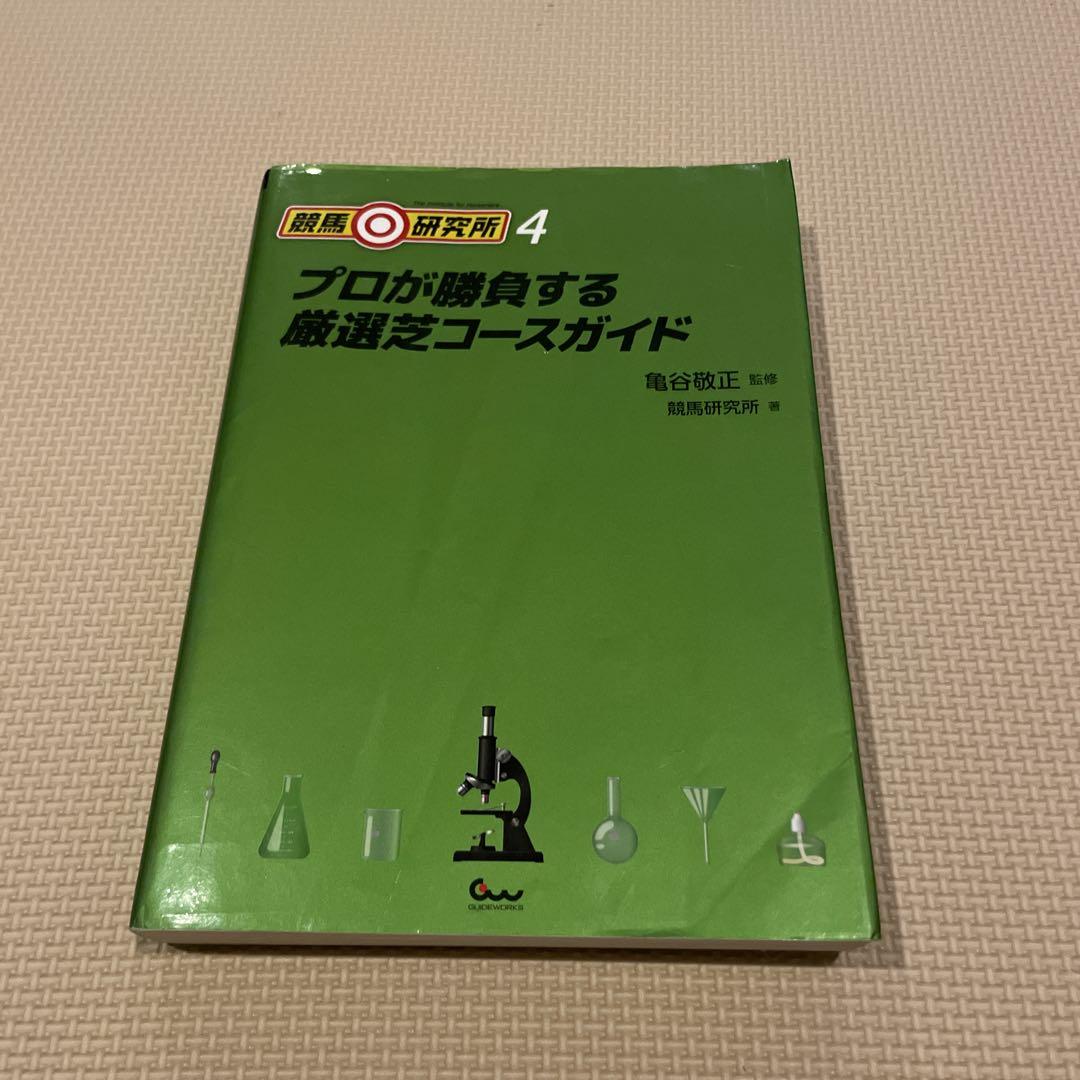 競馬 研究所 4
プロが勝負する
厳選芝コースガイド
亀谷敬正 監修
競馬研究所 著
GUIDEWORKS